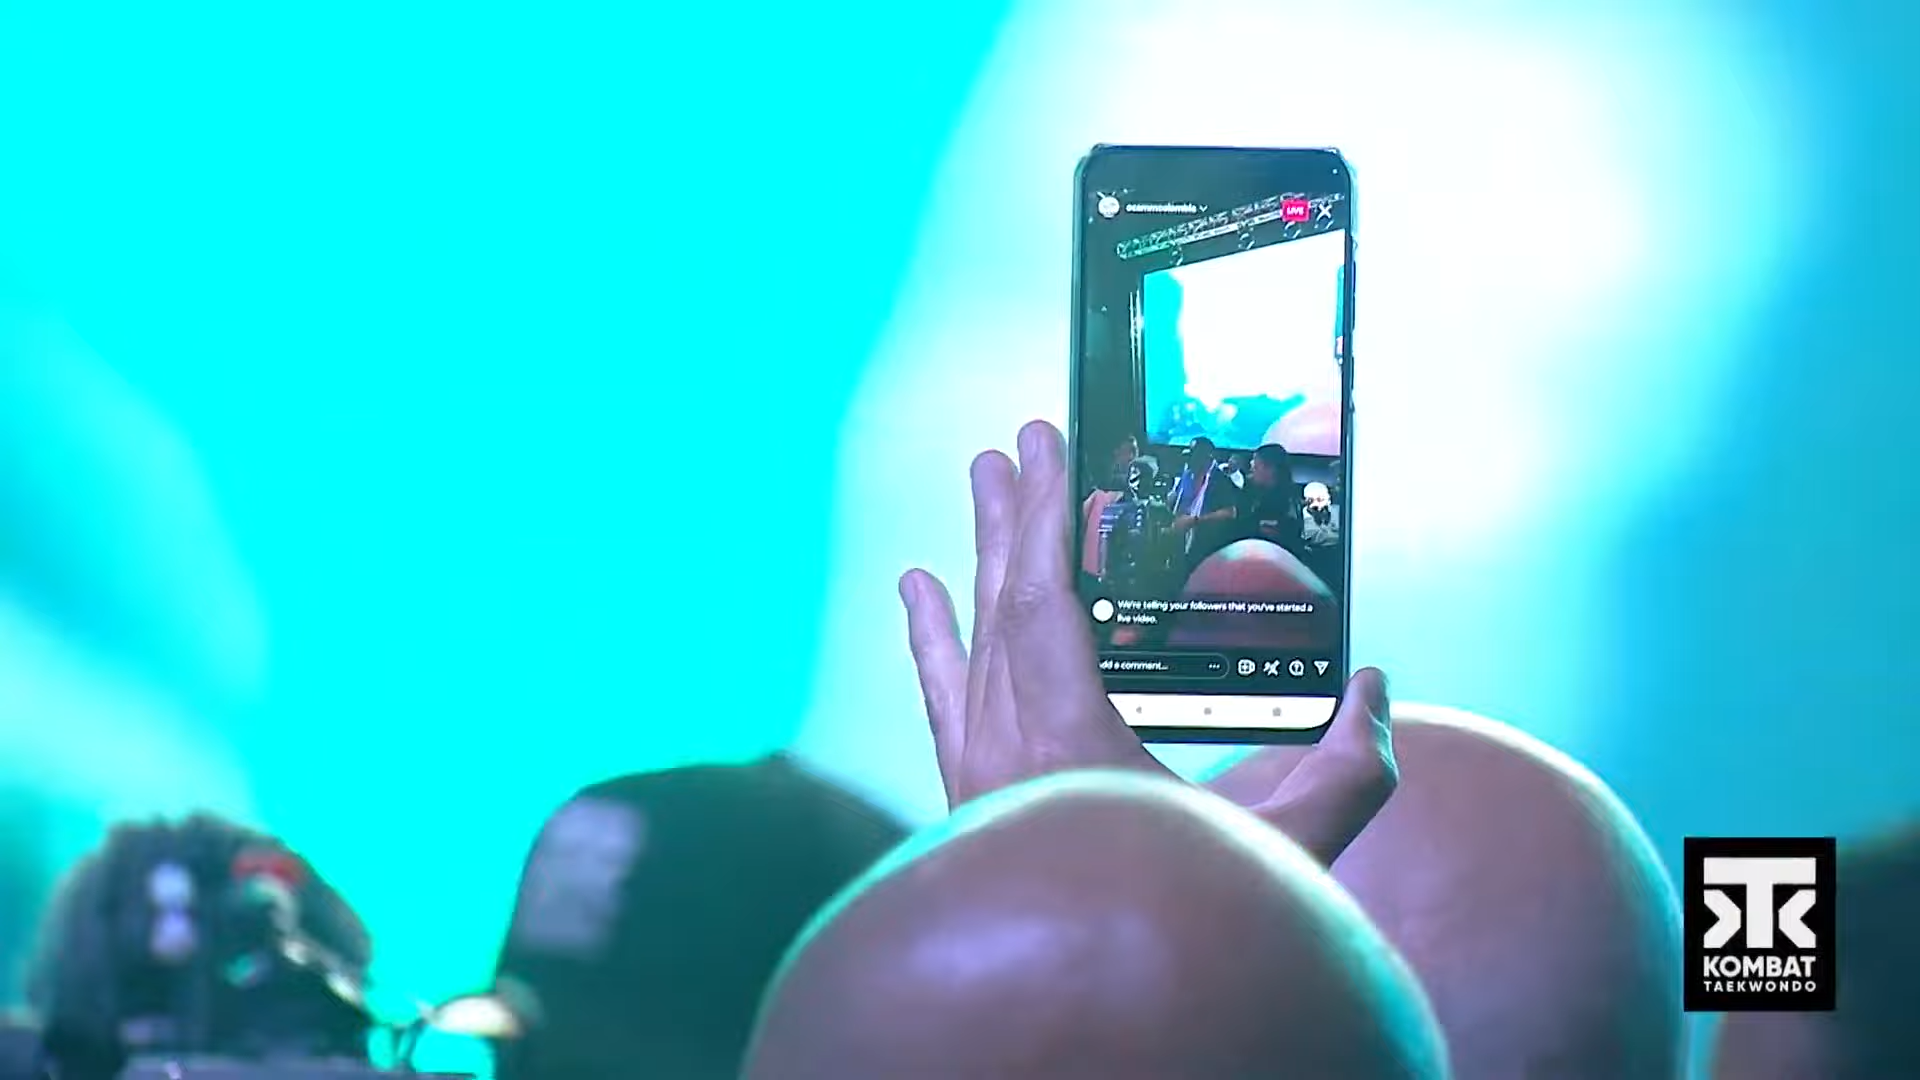 LIVE
We're telling your followers that you've started a
live video.
dd a comment...
KOMBAT
TAEKWONDO